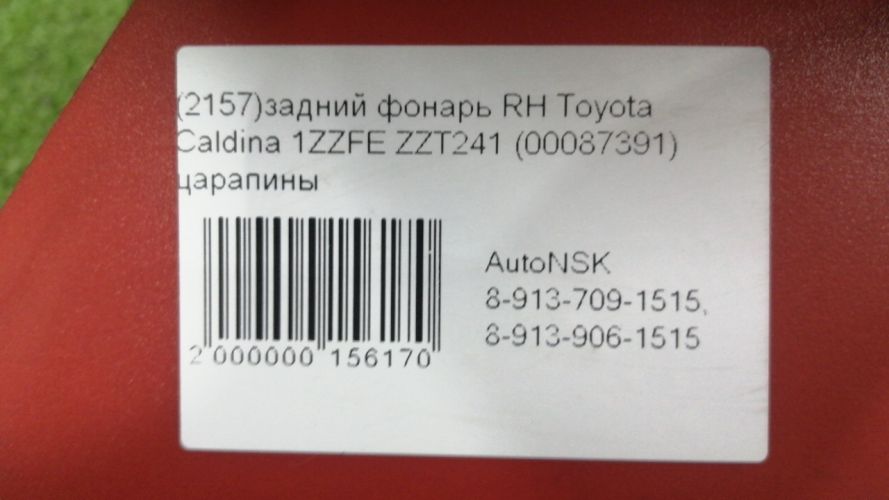 (2157)задний фонарь RH Toyota
Caldina 1ZZFE ZZT241 (00087391)
царапины
2 000000 156170
AutoNSK
8-913-709-1515,
8-913-906-1515